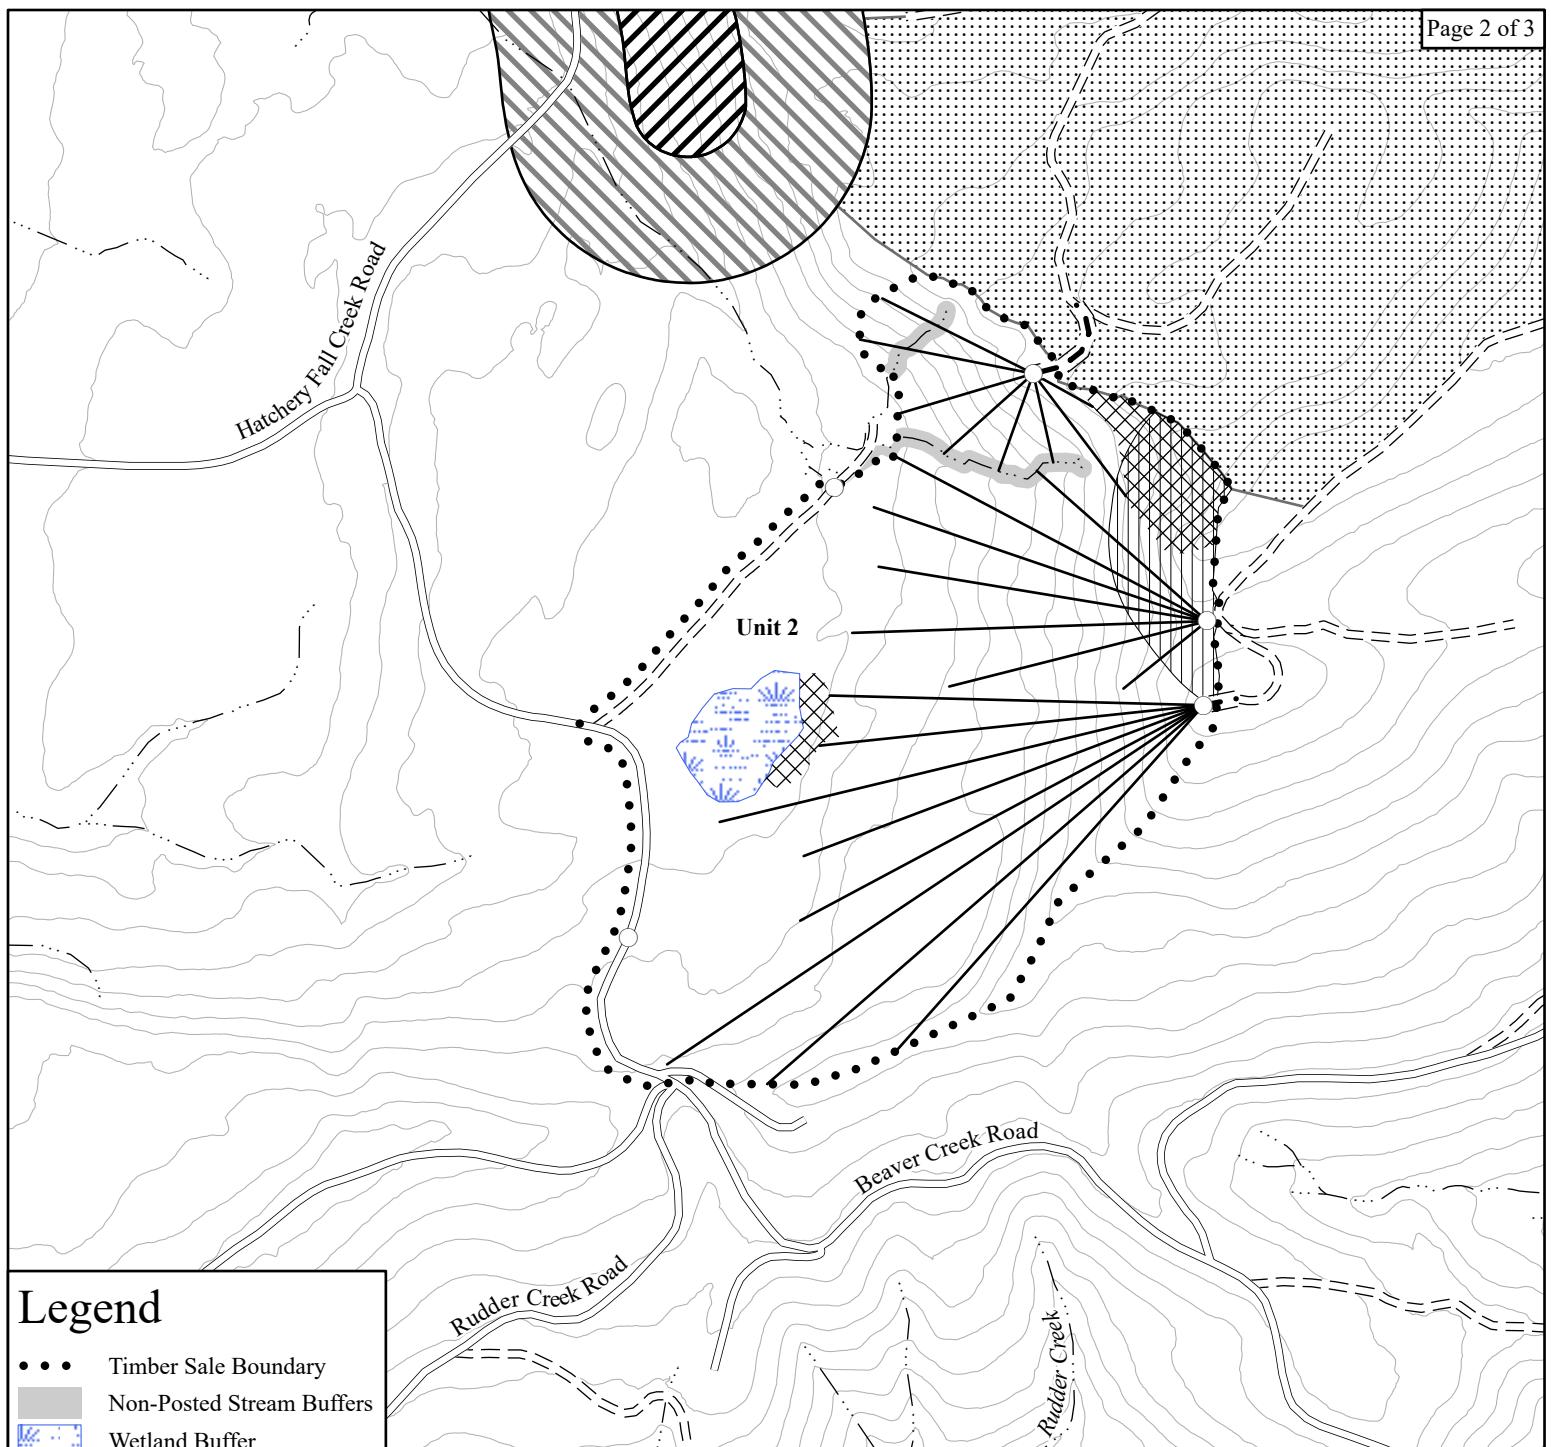 Page 2 of 3
Hatchery Fall Creek Road
Unit 2
Beaver Creek Road
Rudder Creek Road
Rudder Creek
Legend
Timber Sale Boundary
Non-Posted Stream Buffers
Wetland Buffer